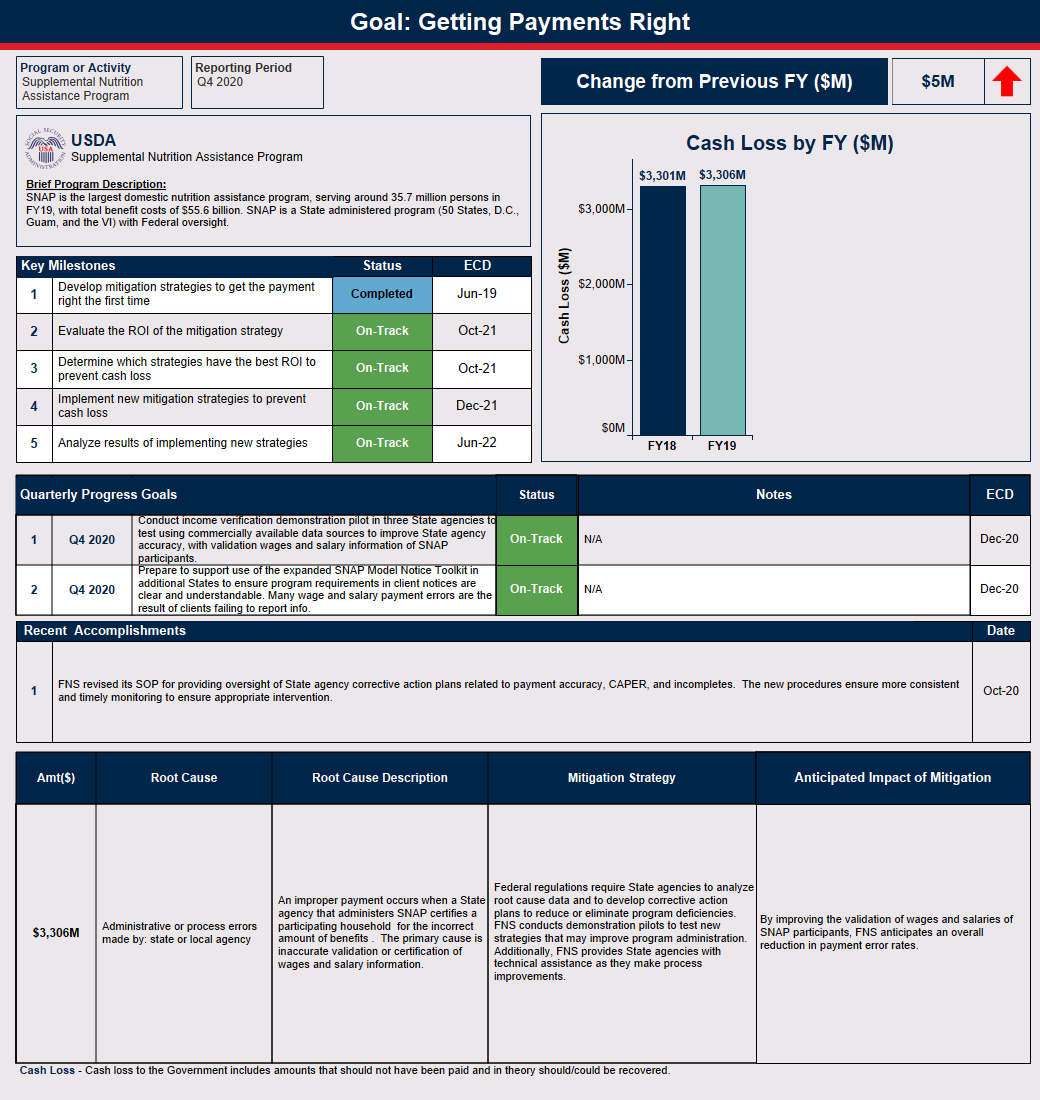 Goal: Getting Payments Right
Program or Activity
Supplemental Nutrition
Assistance Program
Reporting Period
Q4 2020
Change from Previous FY ($M)
$5M
SOCIAL SECURITY ADMINISTRATION
USA
USDA
Supplemental Nutrition Assistance Program
Brief Program Description:
SNAP is the largest domestic nutrition assistance program, serving around 35.7 million persons in
FY19, with total benefit costs of $55.6 billion. SNAP is a State administered program (50 States, D.C.,
Guam, and the VI) with Federal oversight.
Cash Loss by FY ($M)
$3,301M
$3,306M
$3,000M
$2,000M
$1,000M
$0M
Cash Loss ($M)
FY18
FY19
Key Milestones
Status
ECD
1
Develop mitigation strategies to get the payment
right the first time
Completed
Jun-19
2
Evaluate the ROI of the mitigation strategy
On-Track
Oct-21
3
Determine which strategies have the best ROI to
prevent cash loss
On-Track
Oct-21
4
Implement new mitigation strategies to prevent
cash loss
On-Track
Dec-21
5
Analyze results of implementing new strategies
On-Track
Jun-22
Quarterly Progress Goals
Status
Notes
ECD
1
Q4 2020
Conduct income verification demonstration pilot in three State agencies to
test using commercially available data sources to improve State agency
accuracy, with validation wages and salary information of SNAP
participants.
On-Track
N/A
Dec-20
2
Q4 2020
Prepare to support use of the expanded SNAP Model Notice Toolkit in
additional States to ensure program requirements in client notices are
clear and understandable. Many wage and salary payment errors are the
result of clients failing to report info.
On-Track
N/A
Dec-20
Recent  Accomplishments
Date
1
FNS revised its SOP for providing oversight of State agency corrective action plans related to payment accuracy, CAPER, and incompletes.  The new procedures ensure more consistent
and timely monitoring to ensure appropriate intervention.
Oct-20
Amt($)
Root Cause
Root Cause Description
Mitigation Strategy
Anticipated Impact of Mitigation
$3,306M
Administrative or process errors
made by: state or local agency
An improper payment occurs when a State
agency that administers SNAP certifies a
participating household  for the incorrect
amount of benefits .  The primary cause is
inaccurate validation or certification of
wages and salary information.
Federal regulations require State agencies to analyze
root cause data and to develop corrective action
plans to reduce or eliminate program deficiencies.
FNS conducts demonstration pilots to test new
strategies that may improve program administration.
Additionally, FNS provides State agencies with
technical assistance as they make process
improvements.
By improving the validation of wages and salaries of
SNAP participants, FNS anticipates an overall
reduction in payment error rates.
Cash Loss - Cash loss to the Government includes amounts that should not have been paid and in theory should/could be recovered.